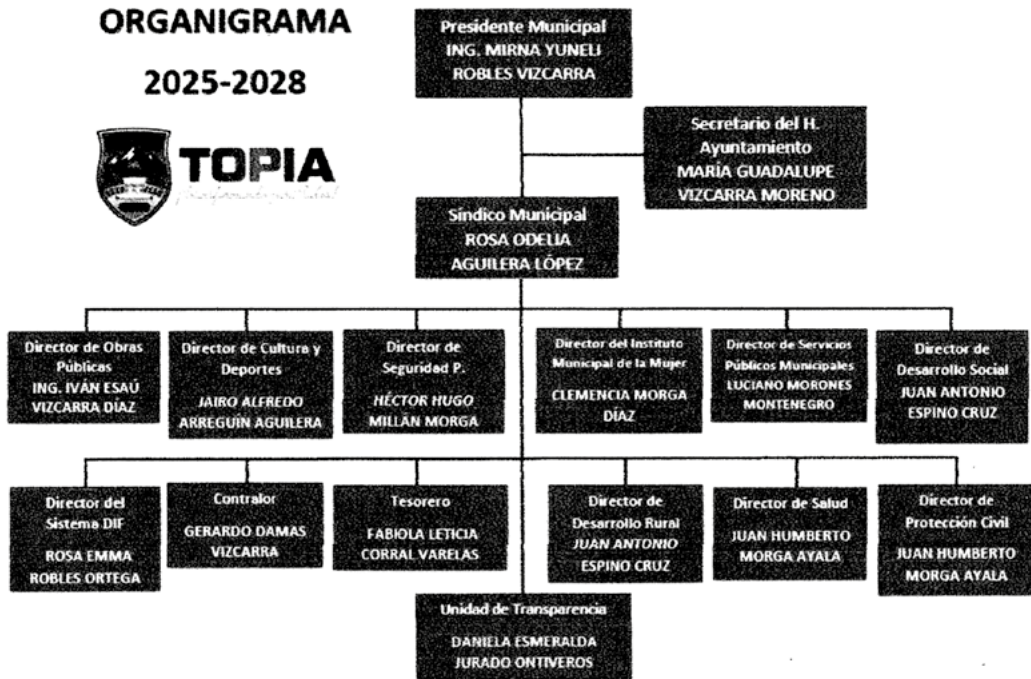 ORGANIGRAMA
2025-2028
TOPIA
Presidente Municipal
ING. MIRNA YUNELI
ROBLES VIZCARRA
Secretario del H.
Ayuntamiento
MARÍA GUADALUPE
VIZCARRA MORENO
Síndico Municipal
ROSA ODELIA
AGUILERA LÓPEZ
Director de Obras
Públicas
ING. IVÁN ESAÚ
VIZCARRA DÍAZ
Director de Cultura y
Deportes
JAIRO ALFREDO
ARREGUÍN AGUILERA
Director de
Seguridad P.
HÉCTOR HUGO
MILLÁN MORGA
Director del Instituto
Municipal de la Mujer
CLEMENCIA MORGA
DÍAZ
Director de Servicios
Públicos Municipales
LUCIANO MORONES
MONTENEGRO
Director de
Desarrollo Social
JUAN ANTONIO
ESPINO CRUZ
Director del
Sistema DIF
ROSA EMMA
ROBLES ORTEGA
Contralor
GERARDO DAMAS
VIZCARRA
Tesorero
FABIOLA LETICIA
CORRAL VARELAS
Director de
Desarrollo Rural
JUAN ANTONIO
ESPINO CRUZ
Director de Salud
JUAN HUMBERTO
MORGA AYALA
Director de
Protección Civil
JUAN HUMBERTO
MORGA AYALA
Unidad de Transparencia
DANIELA ESMERALDA
JURADO ONTIVEROS